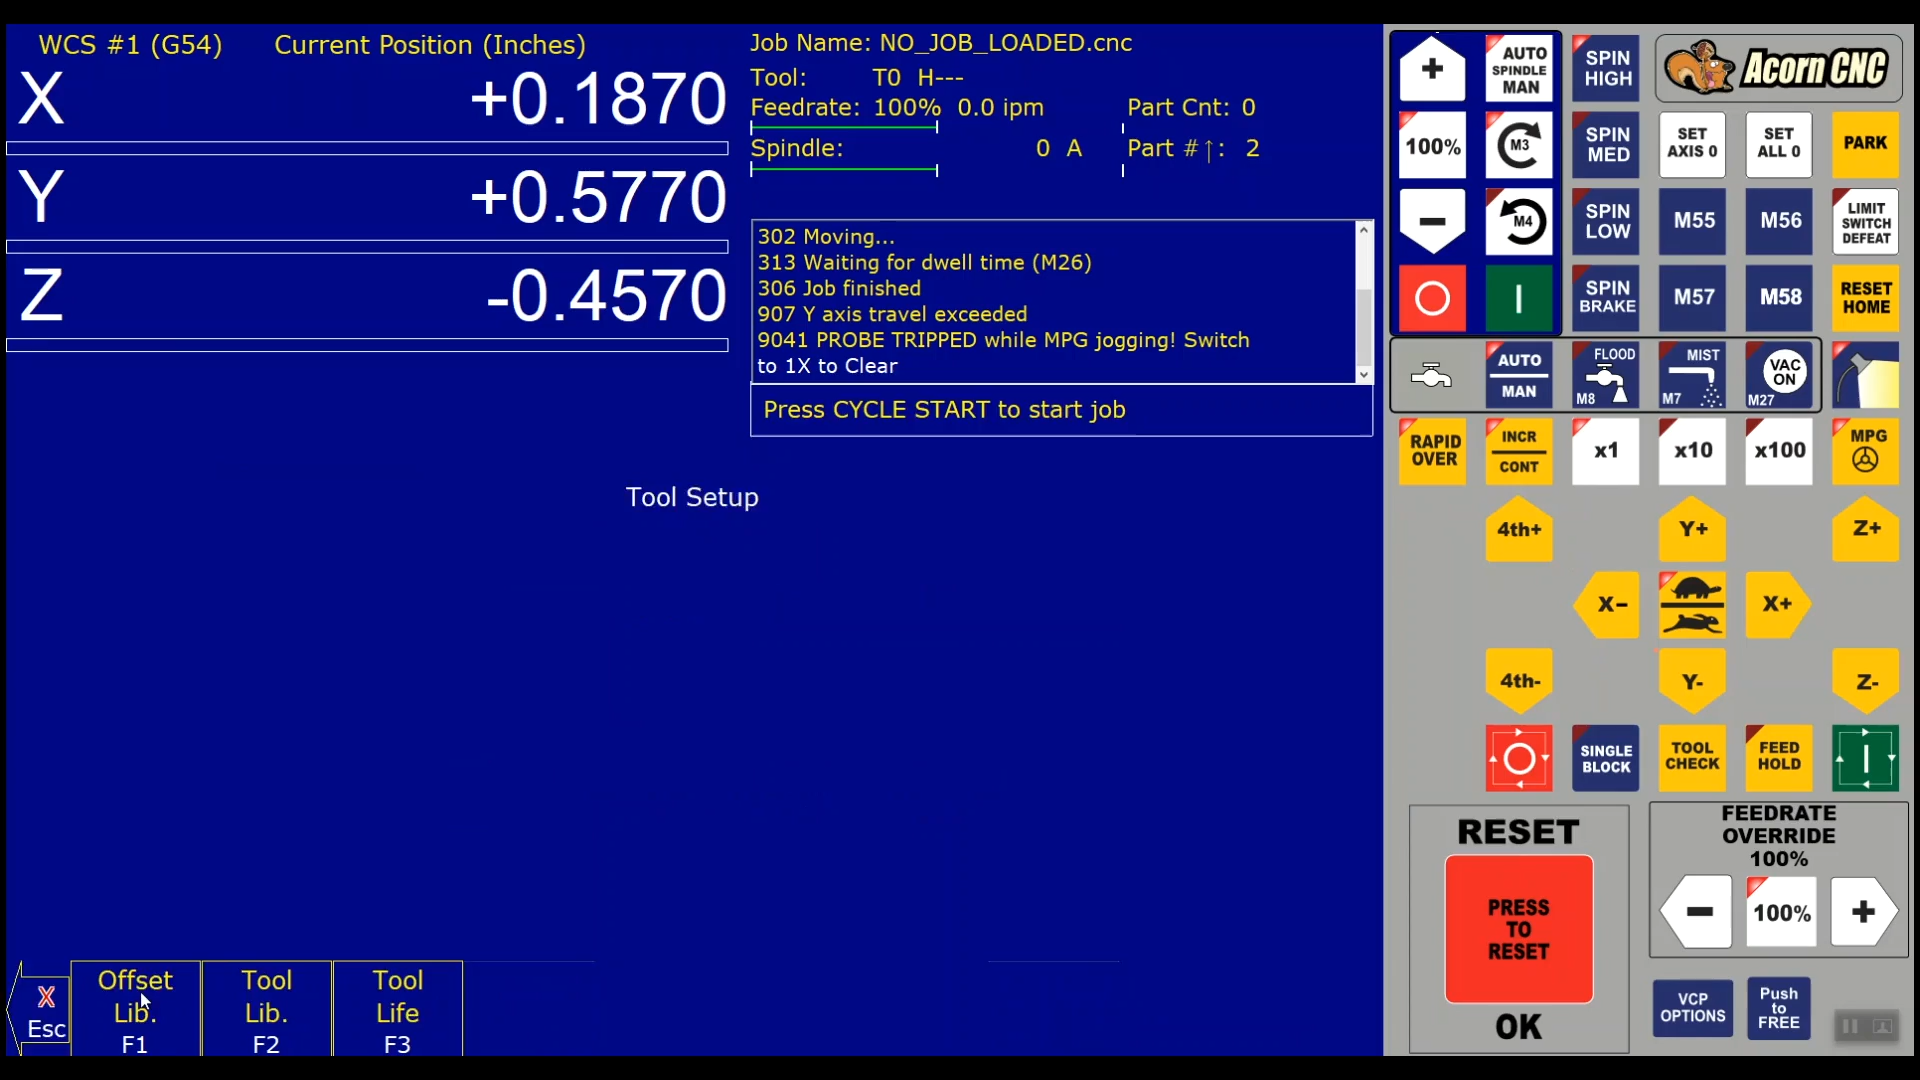 WCS #1 (G54) Current Position (Inches)
X +0.1870
Y +0.5770
Z -0.4570
Job Name: NO_JOB_LOADED.cnc
Tool: T0 H---
Feedrate: 100% 0.0 ipm Part Cnt: 0
Spindle: 0 A Part #↑: 2
302 Moving...
313 Waiting for dwell time (M26)
306 Job finished
907 Y axis travel exceeded
9041 PROBE TRIPPED while MPG jogging! Switch
to 1X to Clear
Press CYCLE START to start job
Tool Setup
X
Esc
Offset
Lib.
F1
Tool
Lib.
F2
Tool
Life
F3
+
AUTO
SPINDLE
MAN
SPIN
HIGH
Acorn CNC
100%
M3
SPIN
MED
SET
AXIS 0
SET
ALL 0
PARK
−
M4
SPIN
LOW
M55
M56
LIMIT
SWITCH
DEFEAT
SPIN
BRAKE
M57
M58
RESET
HOME
AUTO
MAN
FLOOD
M8
MIST
M7
VAC
ON
M27
RAPID
OVER
INCR
CONT
x1
x10
x100
MPG
4th+
Y+
Z+
X−
X+
4th-
Y-
Z-
SINGLE
BLOCK
TOOL
CHECK
FEED
HOLD
RESET
PRESS
TO
RESET
OK
FEEDRATE
OVERRIDE
100%
−
100%
+
VCP
OPTIONS
Push
to
FREE